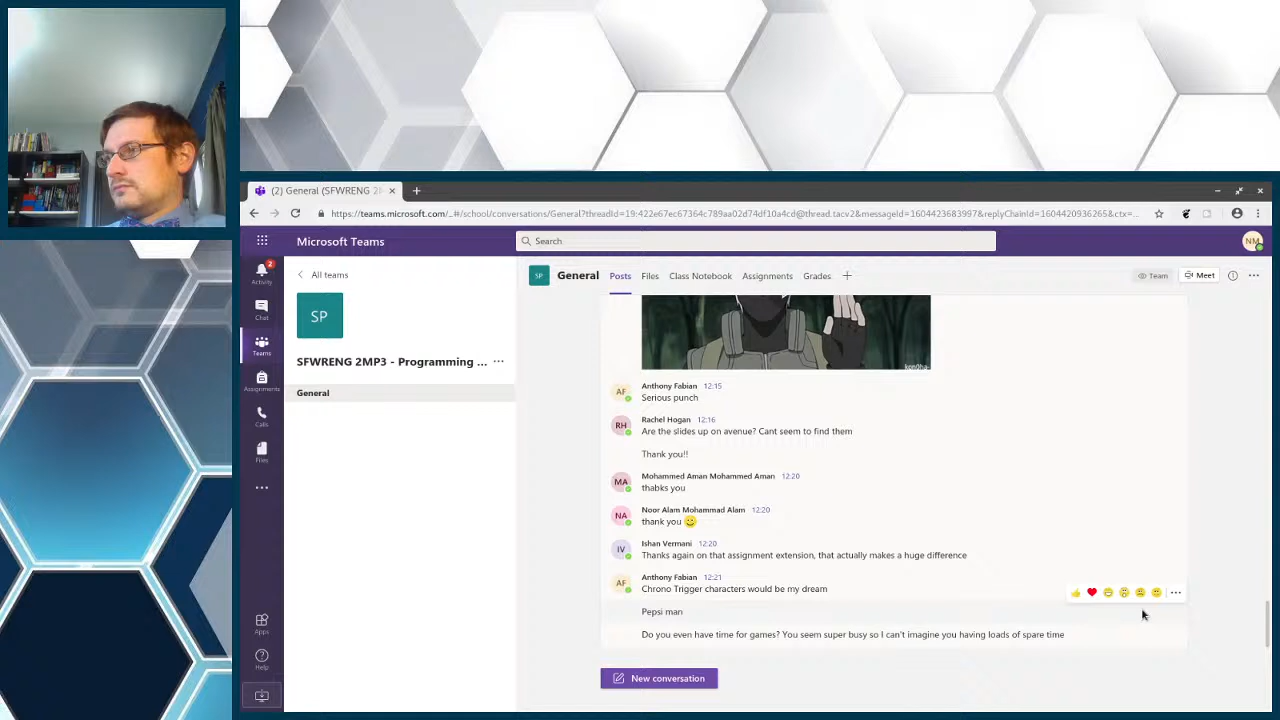 (2) General (SFWRENG 2M
https://teams.microsoft.com/_#/school/conversations/General?threadId=19:422e67ec67364c789aa02d74df10a4cd@thread.tacv2&messageId=1604423683997&replyChainId=1604420936265&ctx=...
Microsoft Teams
Search
NM
2
Activity
Chat
Teams
Assignments
Calls
Files
Apps
Help
All teams
SP
SFWRENG 2MP3 - Programming ...
General
SP
General
Posts
Files
Class Notebook
Assignments
Grades
Team
Meet
AF
Anthony Fabian 12:15
Serious punch
RH
Rachel Hogan 12:16
Are the slides up on avenue? Cant seem to find them
Thank you!!
MA
Mohammed Aman Mohammed Aman 12:20
thabks you
NA
Noor Alam Mohammad Alam 12:20
thank you
IV
Ishan Vermani 12:20
Thanks again on that assignment extension, that actually makes a huge difference
AF
Anthony Fabian 12:21
Chrono Trigger characters would be my dream
Pepsi man
Do you even have time for games? You seem super busy so I can't imagine you having loads of spare time
New conversation